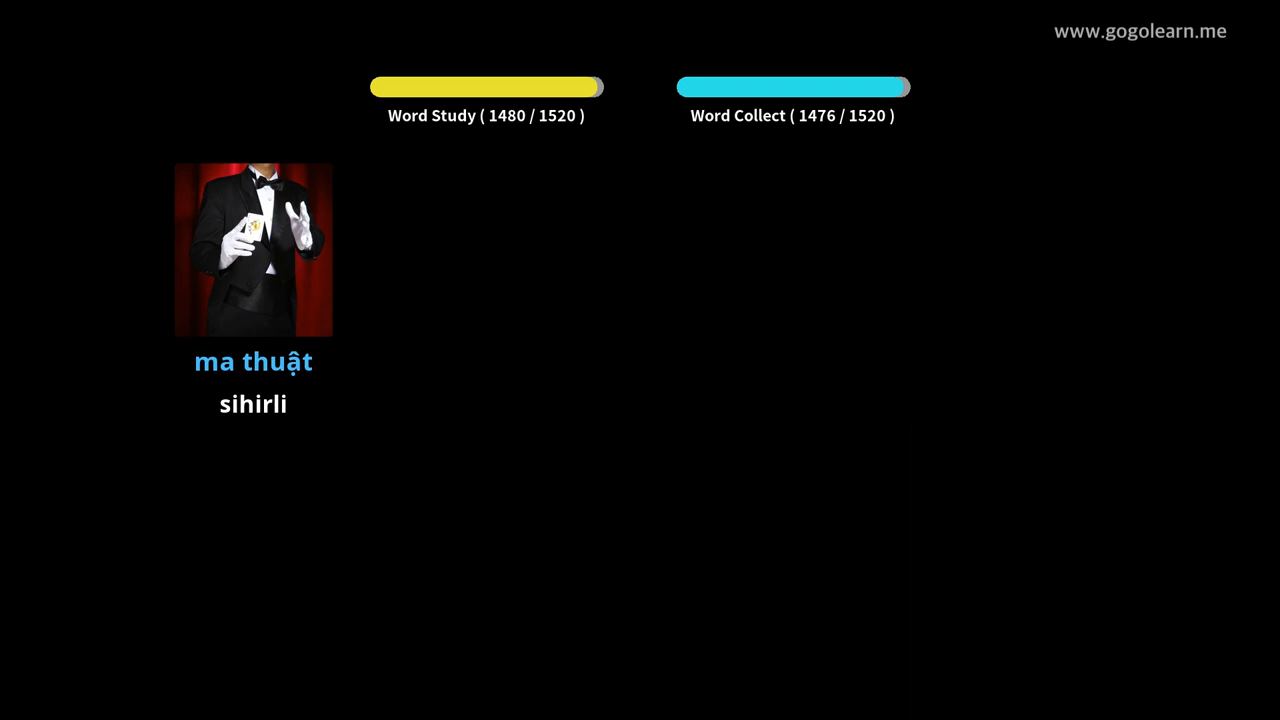 www.gogolearn.me
Word Study ( 1480 / 1520 )
Word Collect ( 1476 / 1520 )
ma thuật
sihirli